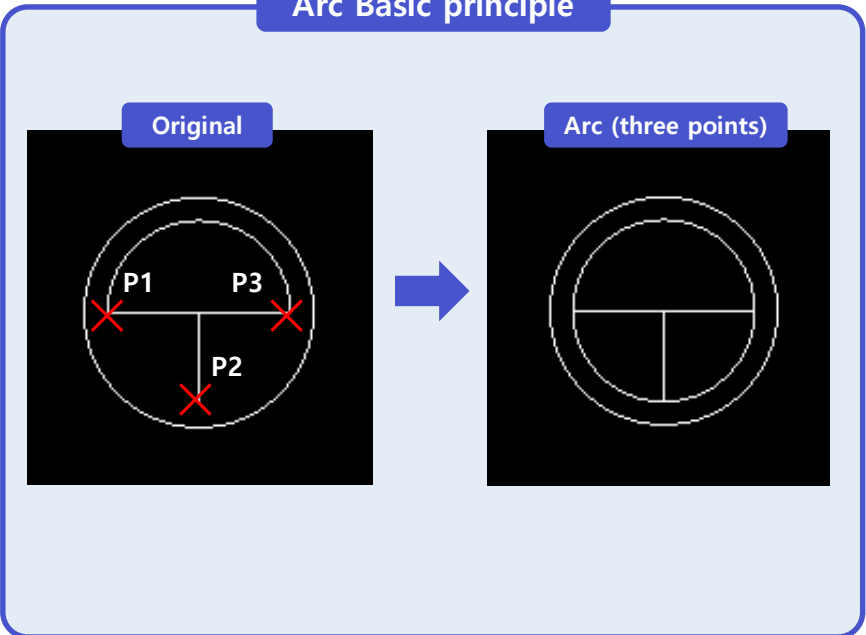 Arc Basic principle
Original
Arc (three points)
P1
P3
P2